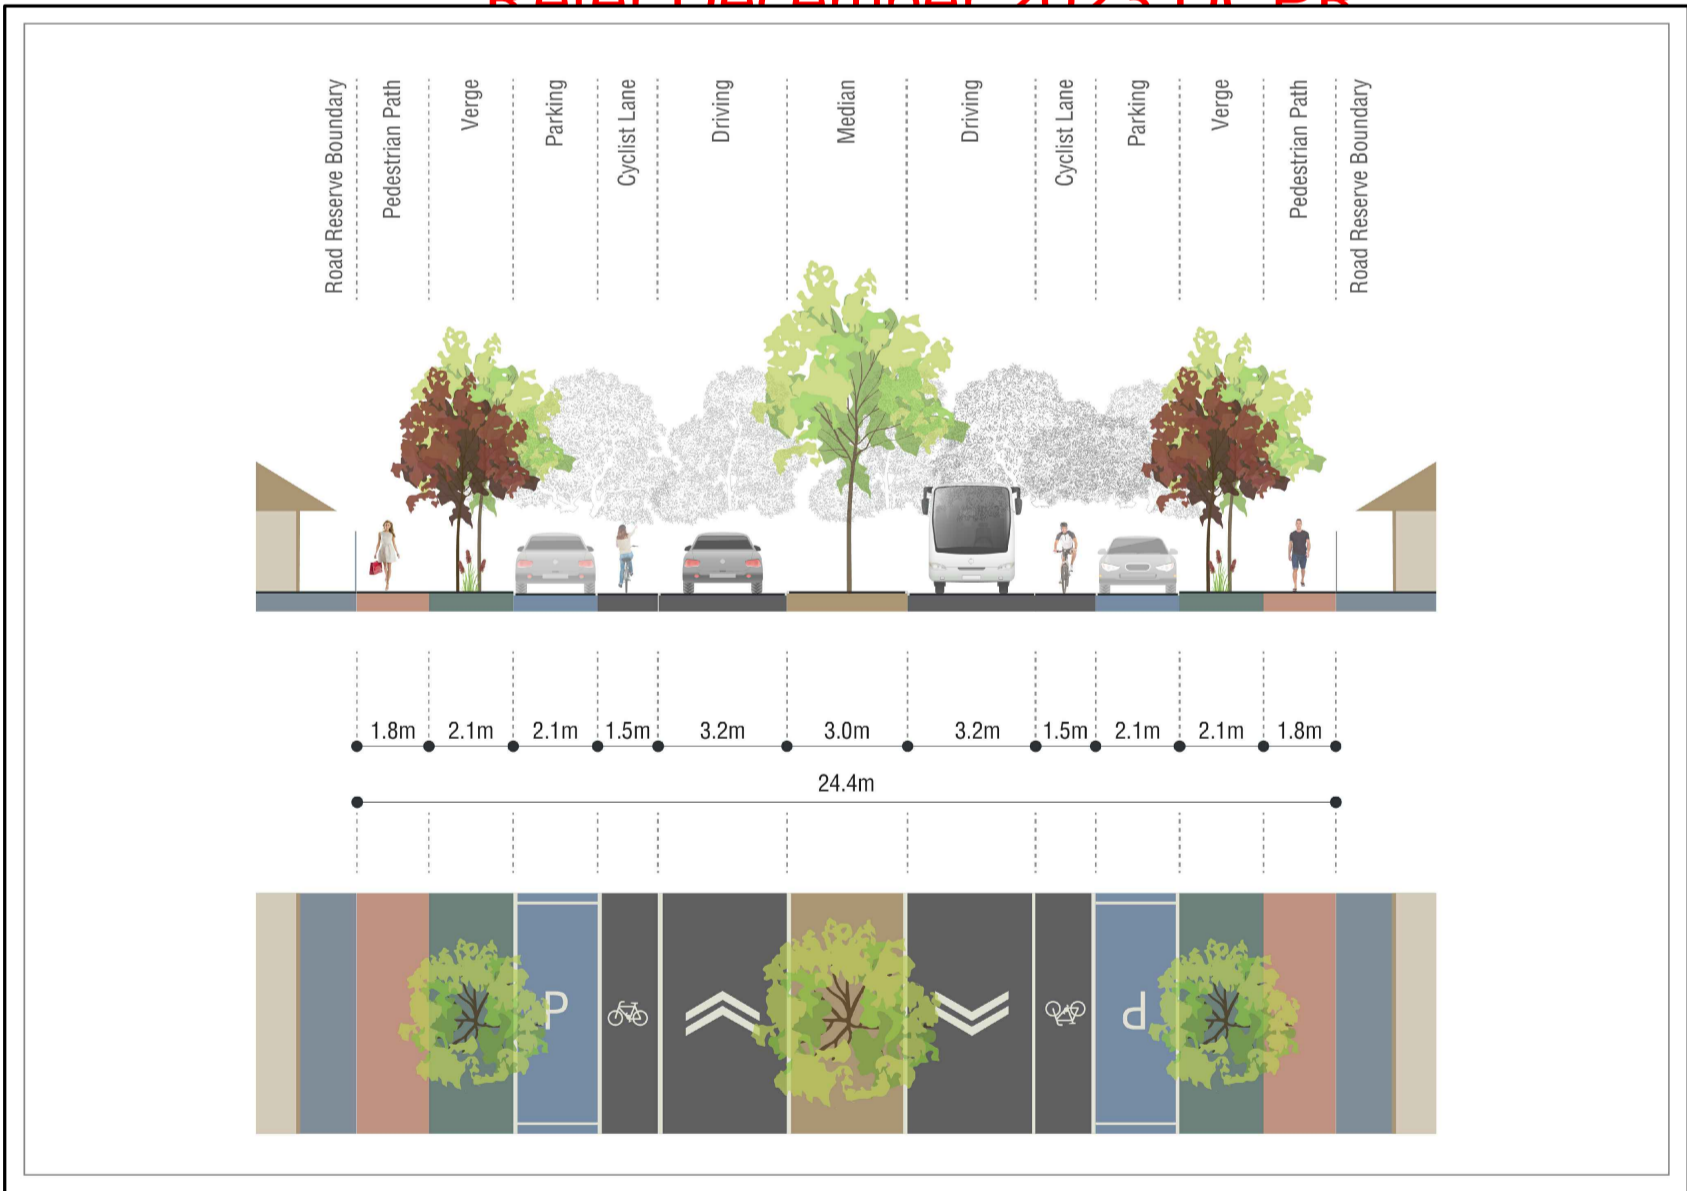 Road Reserve Boundary
Pedestrian Path
Verge
Parking
Cyclist Lane
Driving
Median
Driving
Cyclist Lane
Parking
Verge
Pedestrian Path
Road Reserve Boundary
1.8m 2.1m 2.1m 1.5m 3.2m 3.0m 3.2m 1.5m 2.1m 2.1m 1.8m
24.4m
P
P